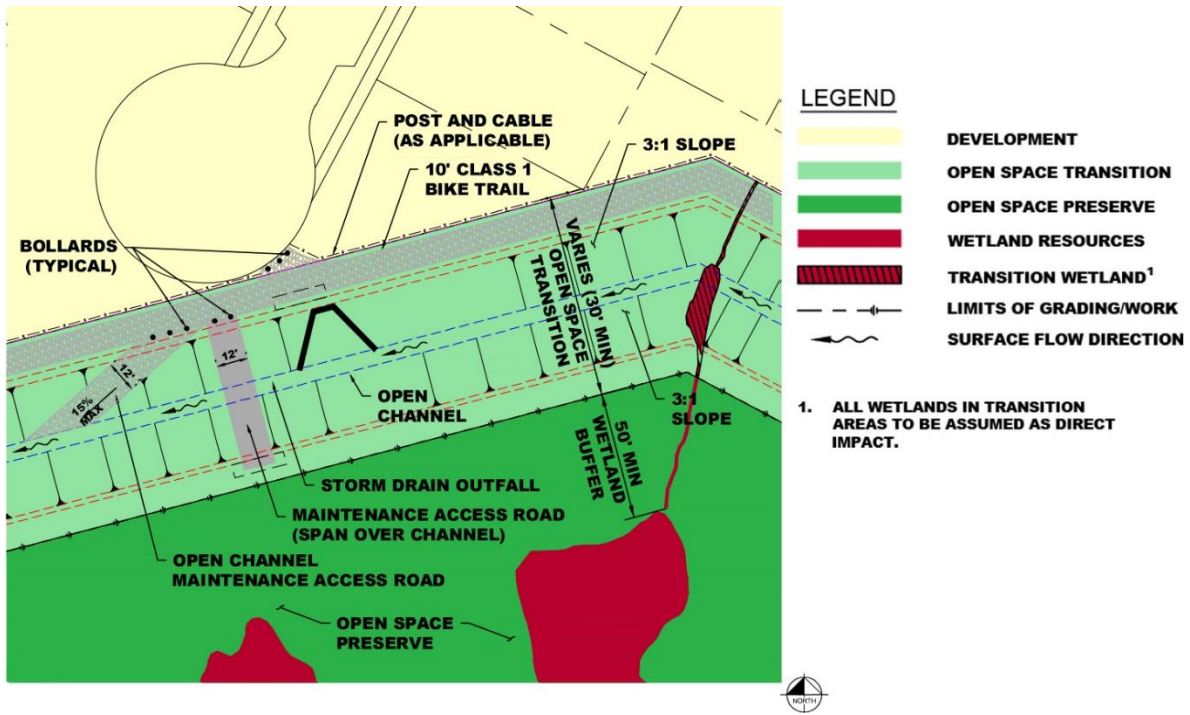 POST AND CABLE
(AS APPLICABLE)
10' CLASS 1
BIKE TRAIL
3:1 SLOPE
BOLLARDS
(TYPICAL)
VARIES (30' MIN)
OPEN SPACE
TRANSITION
12'
12'
15%
MAX
OPEN
CHANNEL
3:1
SLOPE
50' MIN
WETLAND
BUFFER
STORM DRAIN OUTFALL
MAINTENANCE ACCESS ROAD
(SPAN OVER CHANNEL)
OPEN CHANNEL
MAINTENANCE ACCESS ROAD
OPEN SPACE
PRESERVE
LEGEND
DEVELOPMENT
OPEN SPACE TRANSITION
OPEN SPACE PRESERVE
WETLAND RESOURCES
TRANSITION WETLAND¹
LIMITS OF GRADING/WORK
SURFACE FLOW DIRECTION
1. ALL WETLANDS IN TRANSITION
AREAS TO BE ASSUMED AS DIRECT
IMPACT.
NORTH